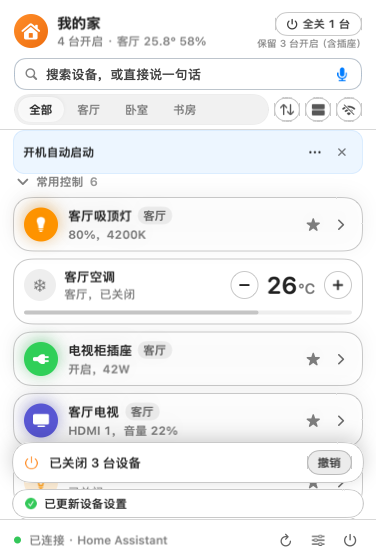 我的家
4 台开启 · 客厅 25.8° 58%
全关 1 台
保留 3 台开启 (含插座)
搜索设备，或直接说一句话
全部 客厅 卧室 书房
开机自动启动
常用控制 6
客厅吸顶灯 客厅
80%，4200K
客厅空调
客厅，已关闭
26°C
电视柜插座 客厅
开启，42W
客厅电视 客厅
HDMI 1，音量 22%
已关闭 3 台设备 撤销
已更新设备设置
已连接 · Home Assistant